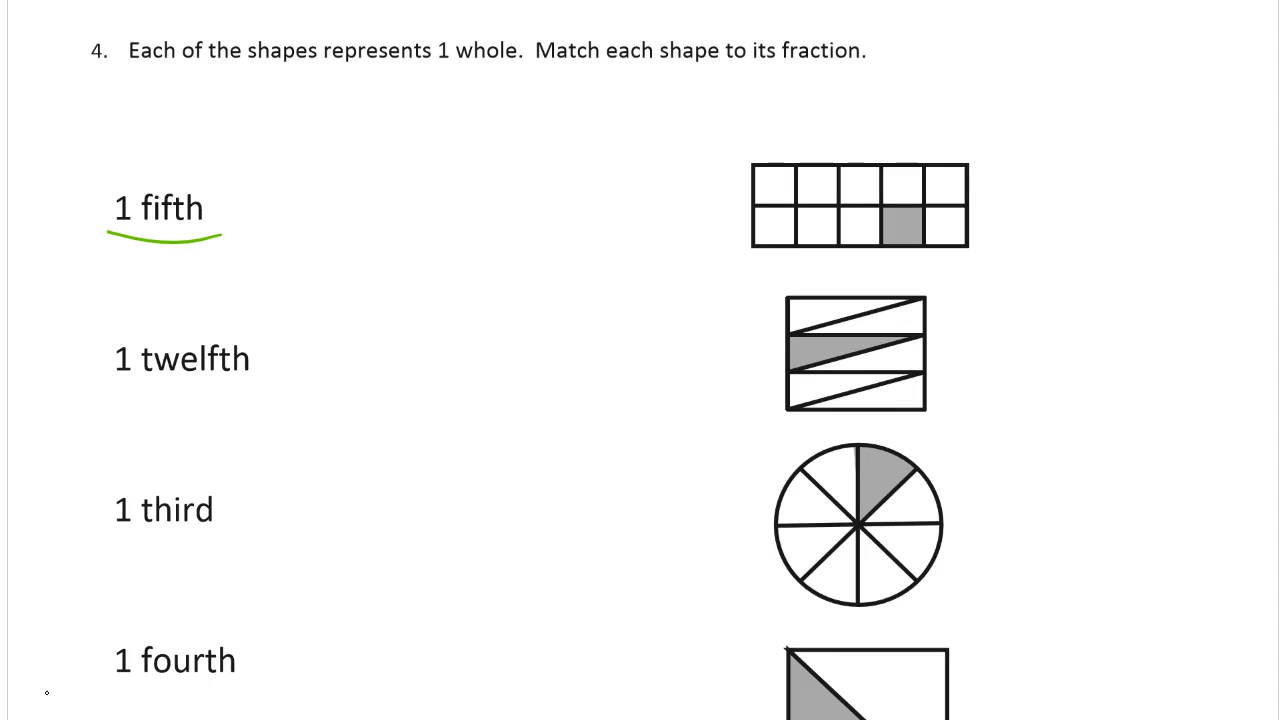 4. Each of the shapes represents 1 whole. Match each shape to its fraction.
1 fifth
1 twelfth
1 third
1 fourth